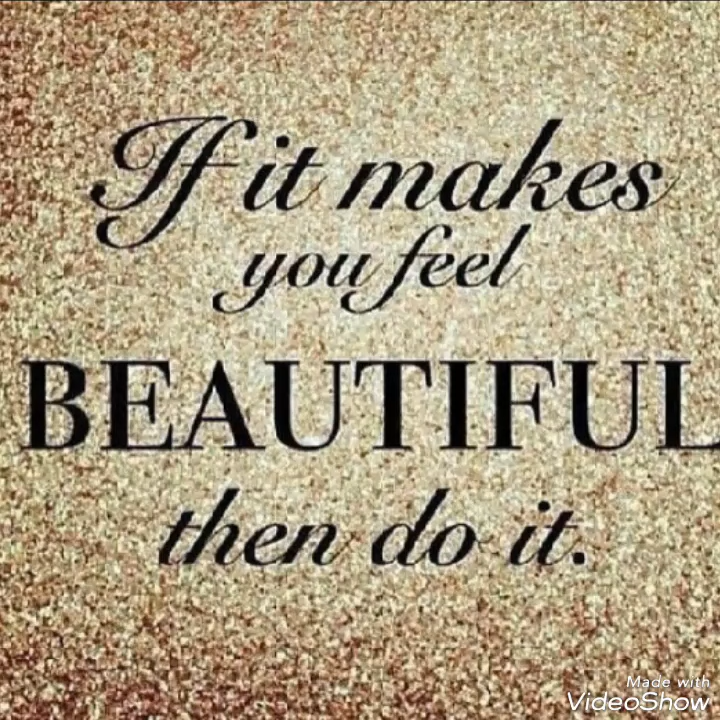 If it makes
you feel
BEAUTIFUL
then do it.
Made with
VideoShow